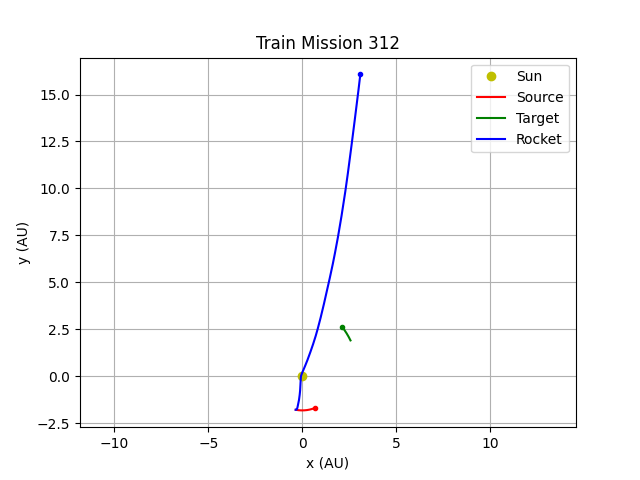 Train Mission 312
Sun
Source
Target
Rocket
15.0
12.5
10.0
7.5
5.0
2.5
0.0
−2.5
y (AU)
−10
−5
0
5
10
x (AU)